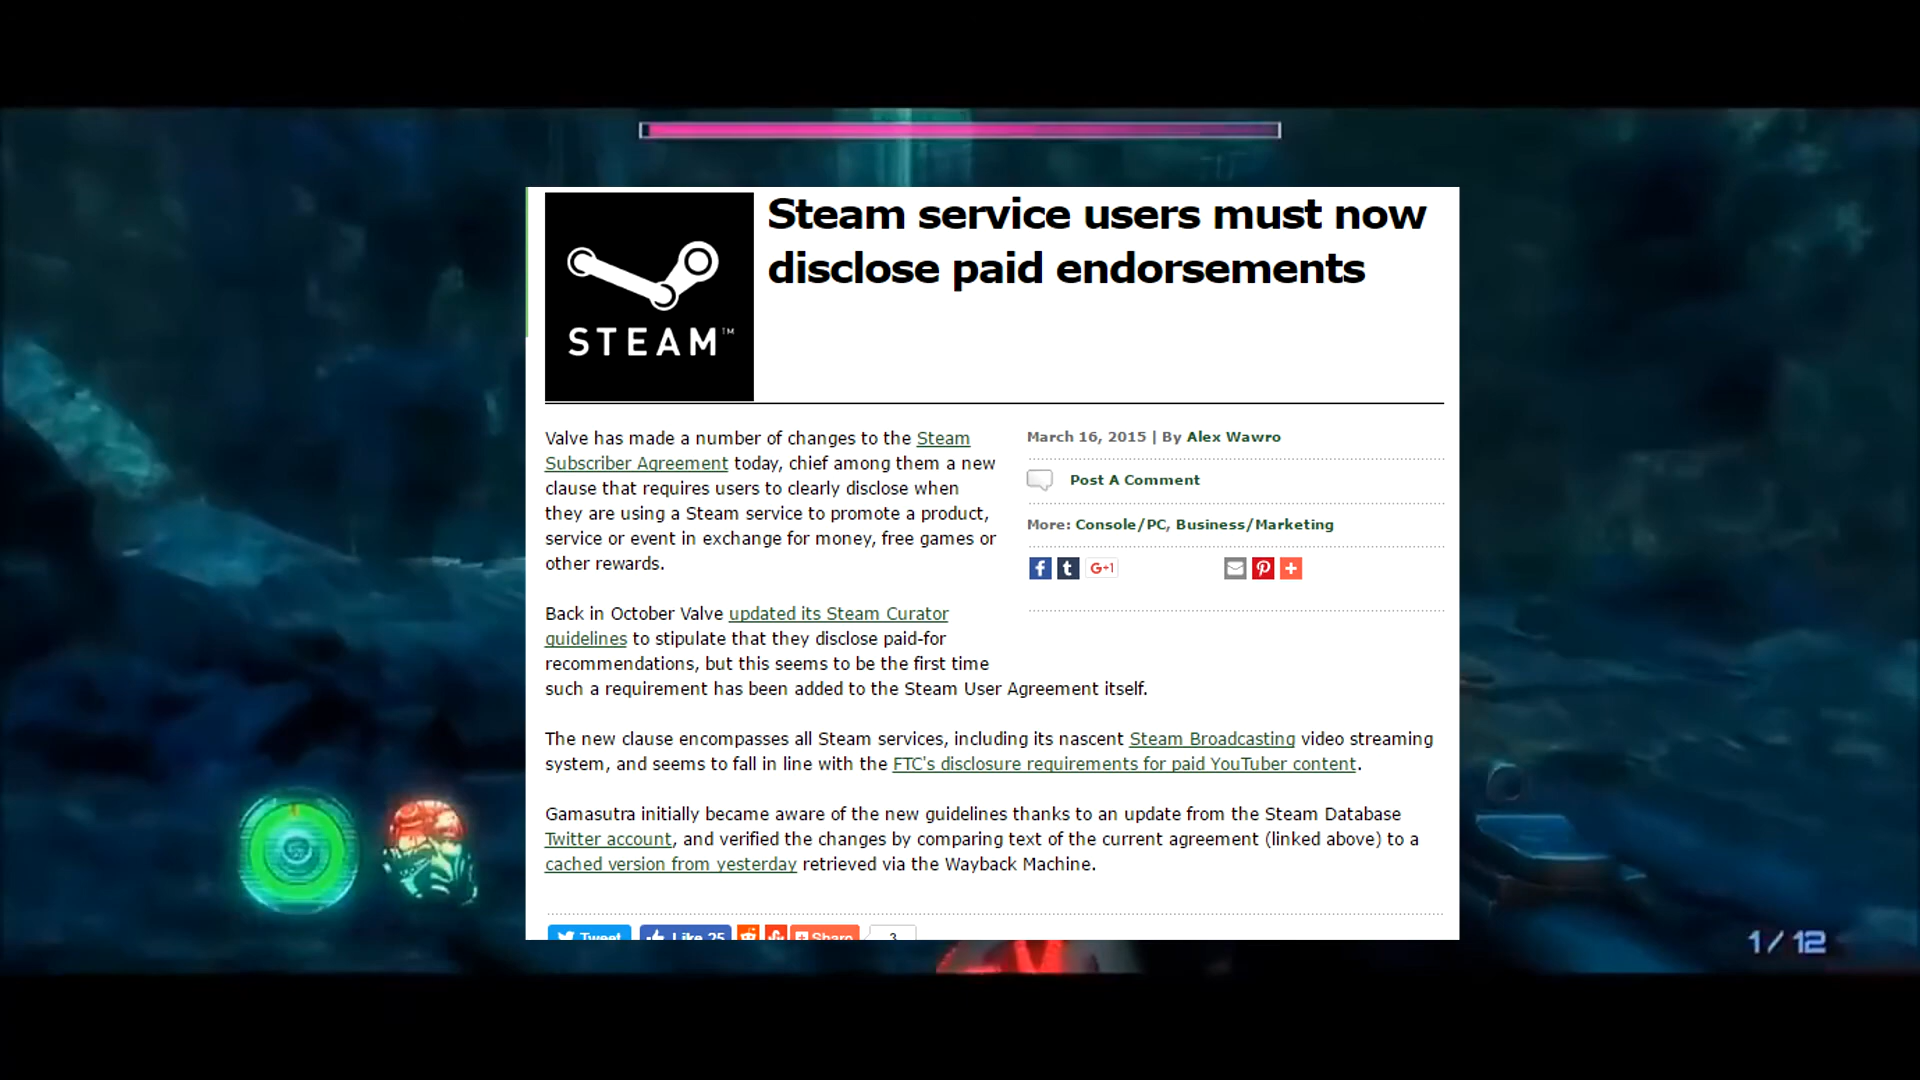 STEAM™
Steam service users must now
disclose paid endorsements
Valve has made a number of changes to the Steam
Subscriber Agreement today, chief among them a new
clause that requires users to clearly disclose when
they are using a Steam service to promote a product,
service or event in exchange for money, free games or
other rewards.
March 16, 2015 | By Alex Wawro
Post A Comment
More: Console/PC, Business/Marketing
f t G+1
Back in October Valve updated its Steam Curator
guidelines to stipulate that they disclose paid-for
recommendations, but this seems to be the first time
such a requirement has been added to the Steam User Agreement itself.
The new clause encompasses all Steam services, including its nascent Steam Broadcasting video streaming
system, and seems to fall in line with the FTC's disclosure requirements for paid YouTuber content.
Gamasutra initially became aware of the new guidelines thanks to an update from the Steam Database
Twitter account, and verified the changes by comparing text of the current agreement (linked above) to a
cached version from yesterday retrieved via the Wayback Machine.
Tweet Like 25 Share 3
1/12